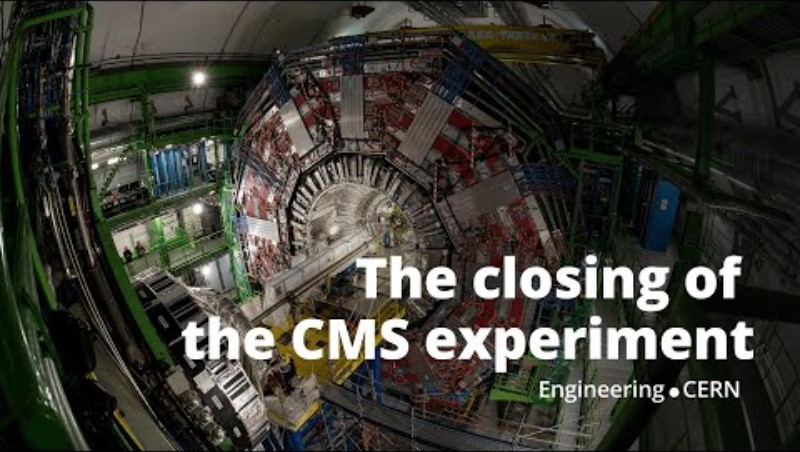 The closing of
the CMS experiment
Engineering•CERN